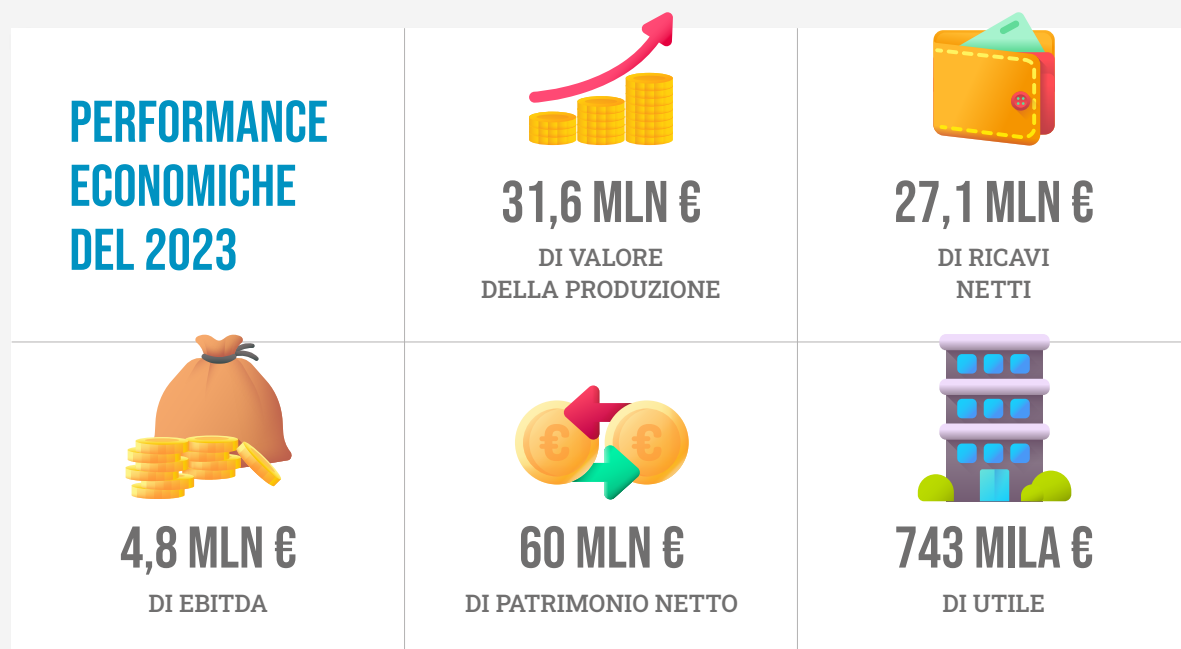 PERFORMANCE
ECONOMICHE
DEL 2023
31,6 MLN €
DI VALORE
DELLA PRODUZIONE
27,1 MLN €
DI RICAVI
NETTI
4,8 MLN €
DI EBITDA
€ €
60 MLN €
DI PATRIMONIO NETTO
743 MILA €
DI UTILE